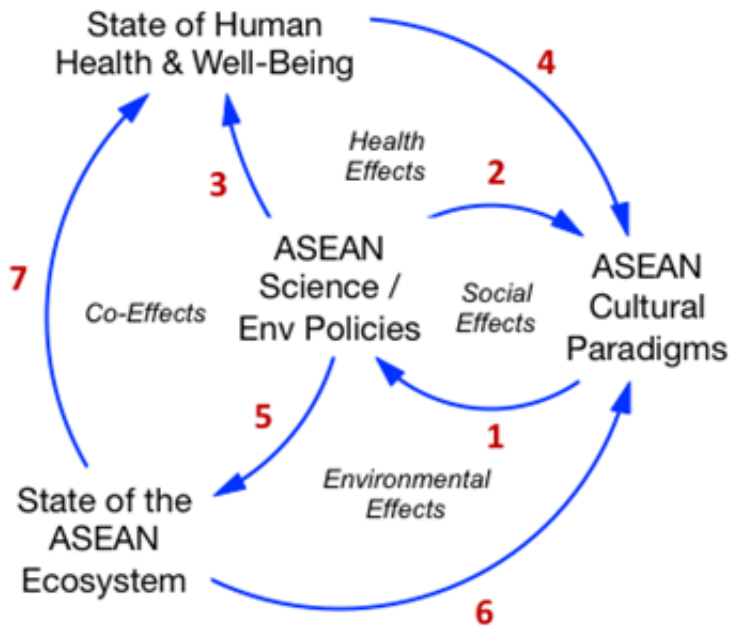 State of Human
Health & Well-Being
4
Health
Effects
2
3
ASEAN
Science /
Env Policies
ASEAN
Cultural
Paradigms
7
Co-Effects
Social
Effects
5
1
Environmental
Effects
State of the
ASEAN
Ecosystem
6